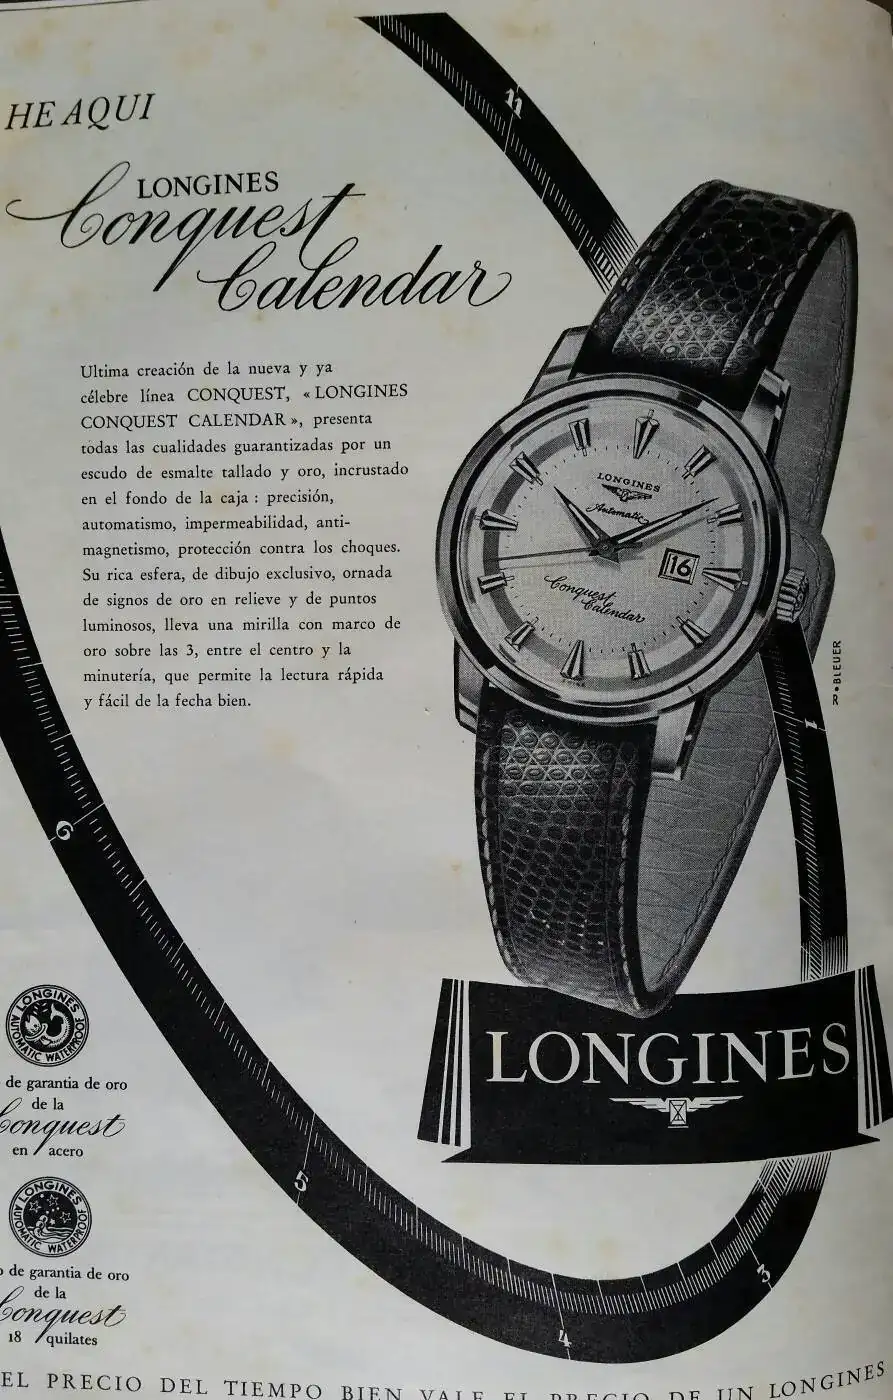 HE AQUI
LONGINES
Conquest
Calendar
Ultima creación de la nueva y ya
célebre línea CONQUEST, « LONGINES
CONQUEST CALENDAR », presenta
todas las cualidades guarantizadas por un
escudo de esmalte tallado y oro, incrustado
en el fondo de la caja : precisión,
automatismo, impermeabilidad, anti-
magnetismo, protección contra los choques.
Su rica esfera, de dibujo exclusivo, ornada
de signos de oro en relieve y de puntos
luminosos, lleva una mirilla con marco de
oro sobre las 3, entre el centro y la
minutería, que permite la lectura rápida
y fácil de la fecha bien.
11
LONGINES
Automatic
16
Conquest
Calendar
SWISS
R•BLEUER
1
6
5
4
3
LONGINES
LONGINES
AUTOMATIC WATERPROOF
de garantia de oro
de la
Conquest
en acero
LONGINES
AUTOMATIC WATERPROOF
de garantia de oro
de la
Conquest
18 quilates
EL PRECIO DEL TIEMPO BIEN VALE EL PRECIO DE UN LONGINES